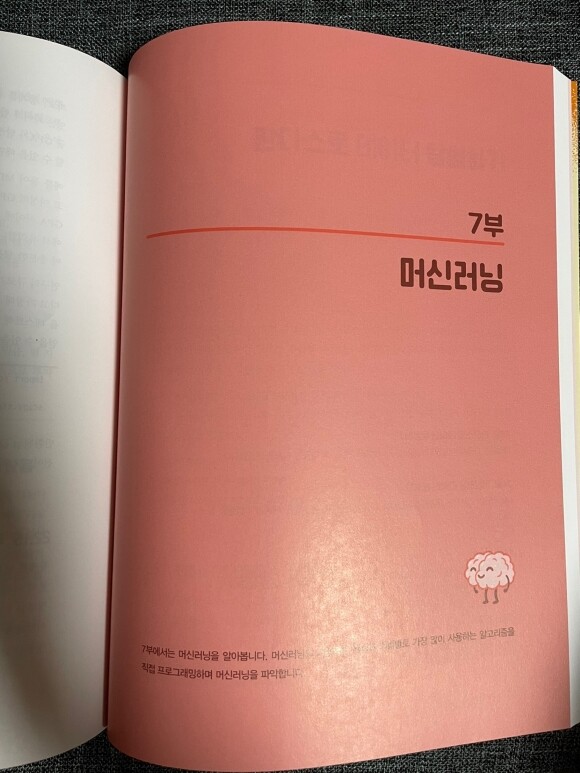 7부
머신러닝
7부에서는 머신러닝을 알아봅니다. 머신러닝 가장 많이 사용하는 알고리즘을
직접 프로그래밍하며 머신러닝을 파악합니다.